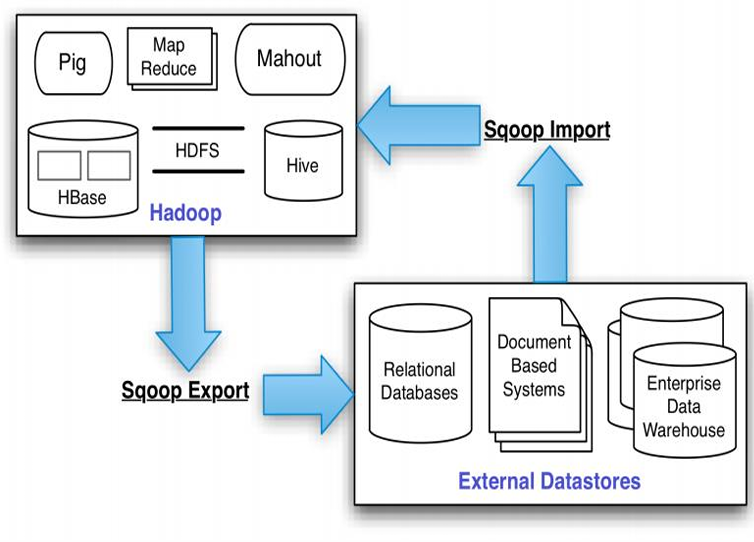 Pig
Map
Reduce
Mahout
HBase
HDFS
Hive
Hadoop
Sqoop Import
Sqoop Export
Relational
Databases
Document
Based
Systems
Enterprise
Data
Warehouse
External Datastores